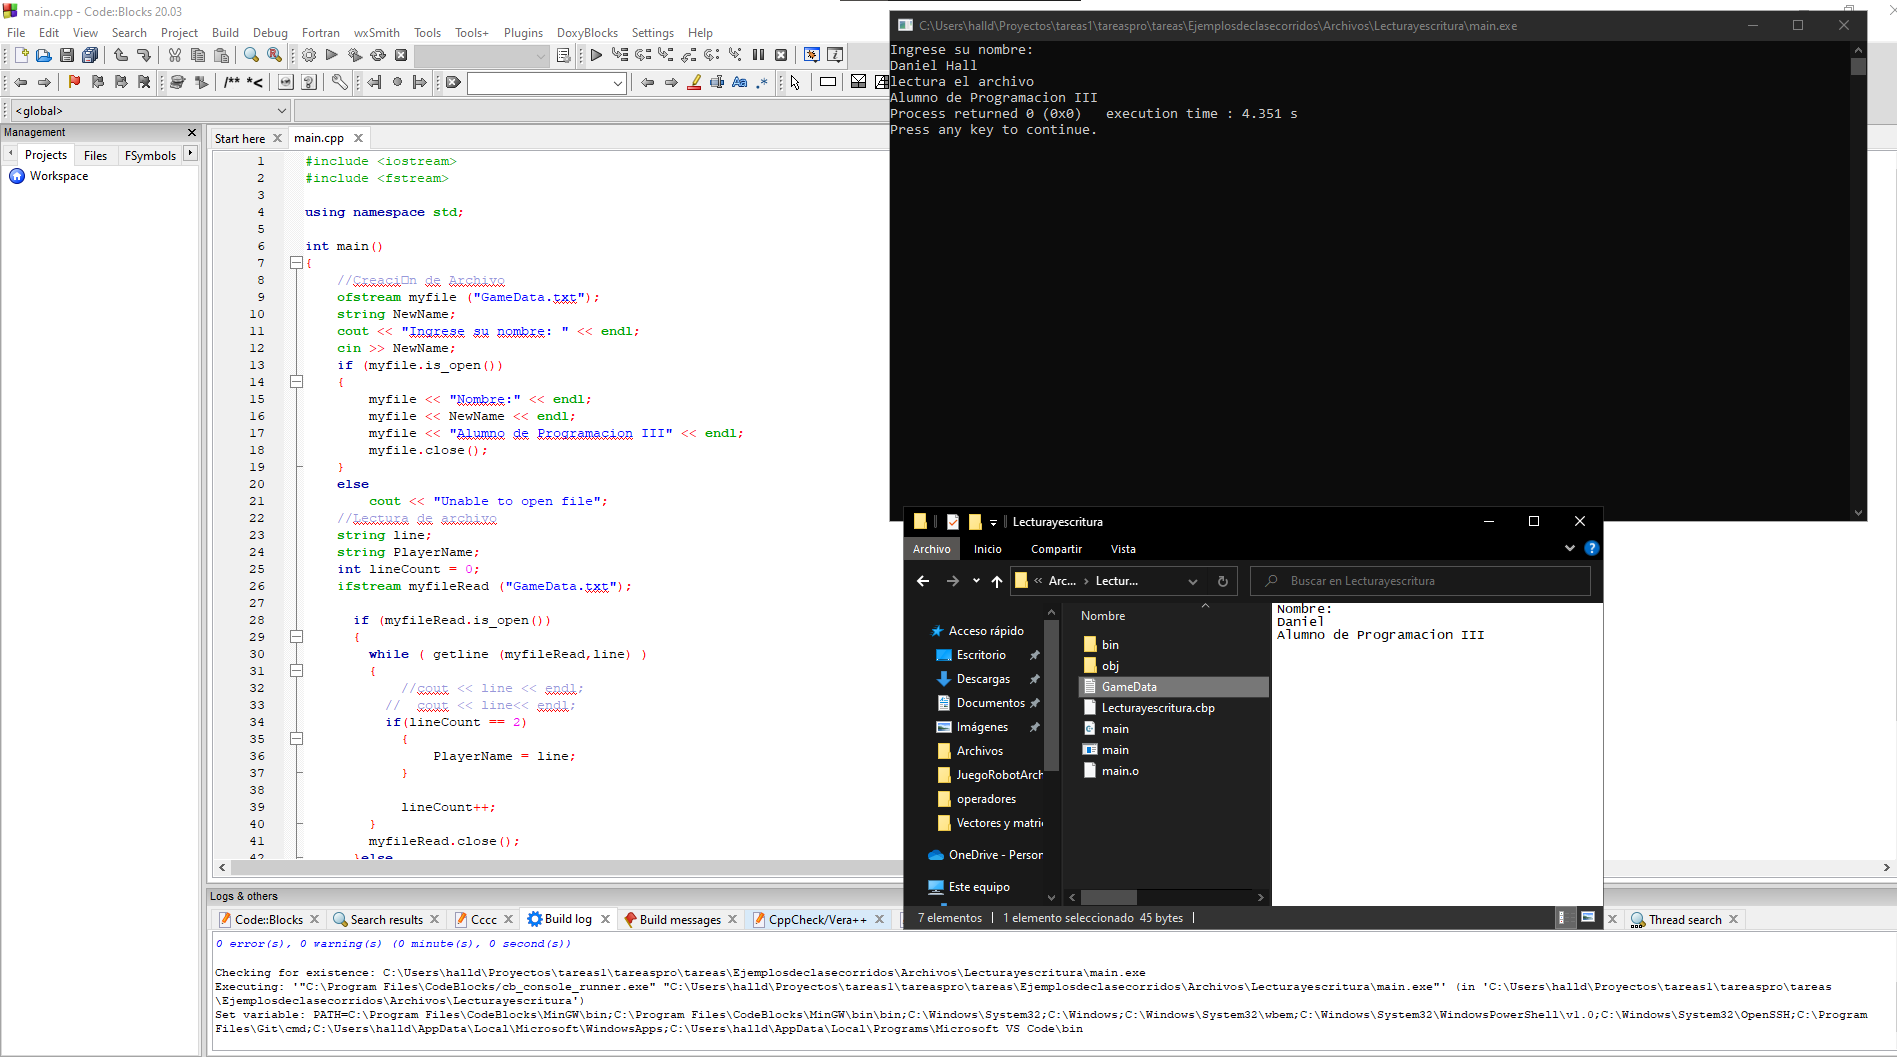 main.cpp - Code::Blocks 20.03
File Edit View Search Project Build Debug Fortran wxSmith Tools Tools+ Plugins DoxyBlocks Settings Help
/** *<
<global>
Management
Projects Files FSymbols
Workspace
Start here main.cpp
1 #include <iostream>
2 #include <fstream>
3
4 using namespace std;
5
6 int main()
7 {
8 //Creaci□n de Archivo
9 ofstream myfile ("GameData.txt");
10 string NewName;
11 cout << "Ingrese su nombre: " << endl;
12 cin >> NewName;
13 if (myfile.is_open())
14 {
15 myfile << "Nombre:" << endl;
16 myfile << NewName << endl;
17 myfile << "Alumno de Programacion III" << endl;
18 myfile.close();
19 }
20 else
21 cout << "Unable to open file";
22 //Lectura de archivo
23 string line;
24 string PlayerName;
25 int lineCount = 0;
26 ifstream myfileRead ("GameData.txt");
27
28 if (myfileRead.is_open())
29 {
30 while ( getline (myfileRead,line) )
31 {
32 //cout << line << endl;
33 // cout << line<< endl;
34 if(lineCount == 2)
35 {
36 PlayerName = line;
37 }
38
39 lineCount++;
40 }
41 myfileRead.close();
42 }else
C:\Users\halld\Proyectos\tareas1\tareaspro\tareas\Ejemplosdeclasecorridos\Archivos\Lecturayescritura\main.exe
Ingrese su nombre:
Daniel Hall
lectura el archivo
Alumno de Programacion III
Process returned 0 (0x0)   execution time : 4.351 s
Press any key to continue.
Lecturayescritura
Archivo Inicio Compartir Vista
« Arc... › Lectur...
Buscar en Lecturayescritura
Acceso rápido
Escritorio
Descargas
Documentos
Imágenes
Archivos
JuegoRobotArch
operadores
Vectores y matri
OneDrive - Person
Este equipo
Nombre
bin
obj
GameData
Lecturayescritura.cbp
main
main
main.o
Nombre:
Daniel
Alumno de Programacion III
7 elementos 1 elemento seleccionado 45 bytes
Logs & others
Code::Blocks Search results Cccc Build log Build messages CppCheck/Vera++ Thread search
0 error(s), 0 warning(s) (0 minute(s), 0 second(s))
Checking for existence: C:\Users\halld\Proyectos\tareas1\tareaspro\tareas\Ejemplosdeclasecorridos\Archivos\Lecturayescritura\main.exe
Executing: '"C:\Program Files\CodeBlocks/cb_console_runner.exe" "C:\Users\halld\Proyectos\tareas1\tareaspro\tareas\Ejemplosdeclasecorridos\Archivos\Lecturayescritura\main.exe"' (in 'C:\Users\halld\Proyectos\tareas1\tareaspro\tareas
\Ejemplosdeclasecorridos\Archivos\Lecturayescritura')
Set variable: PATH=C:\Program Files\CodeBlocks\MinGW\bin;C:\Program Files\CodeBlocks\MinGW\bin\bin;C:\Windows\System32;C:\Windows;C:\Windows\System32\wbem;C:\Windows\System32\WindowsPowerShell\v1.0;C:\Windows\System32\OpenSSH;C:\Program
Files\Git\cmd;C:\Users\halld\AppData\Local\Microsoft\WindowsApps;C:\Users\halld\AppData\Local\Programs\Microsoft VS Code\bin